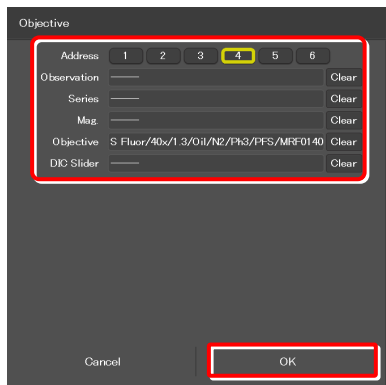 Objective
Address 1 2 3 4 5 6
Observation —— Clear
Series —— Clear
Mag. —— Clear
Objective S Fluor/40x/1.3/Oil/N2/Ph3/PFS/MRF0140 Clear
DIC Slider —— Clear
Cancel OK